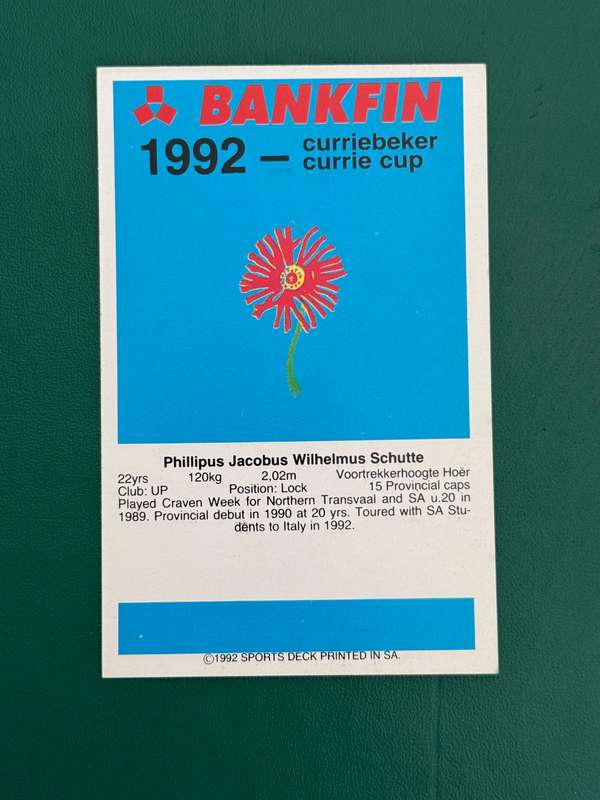 BANKFIN
1992 – curriebeker
currie cup
Phillipus Jacobus Wilhelmus Schutte
22yrs 120kg 2,02m Voortrekkerhoogte Hoër
Club: UP Position: Lock 15 Provincial caps
Played Craven Week for Northern Transvaal and SA u.20 in
1989. Provincial debut in 1990 at 20 yrs. Toured with SA Stu-
dents to Italy in 1992.
©1992 SPORTS DECK PRINTED IN SA.